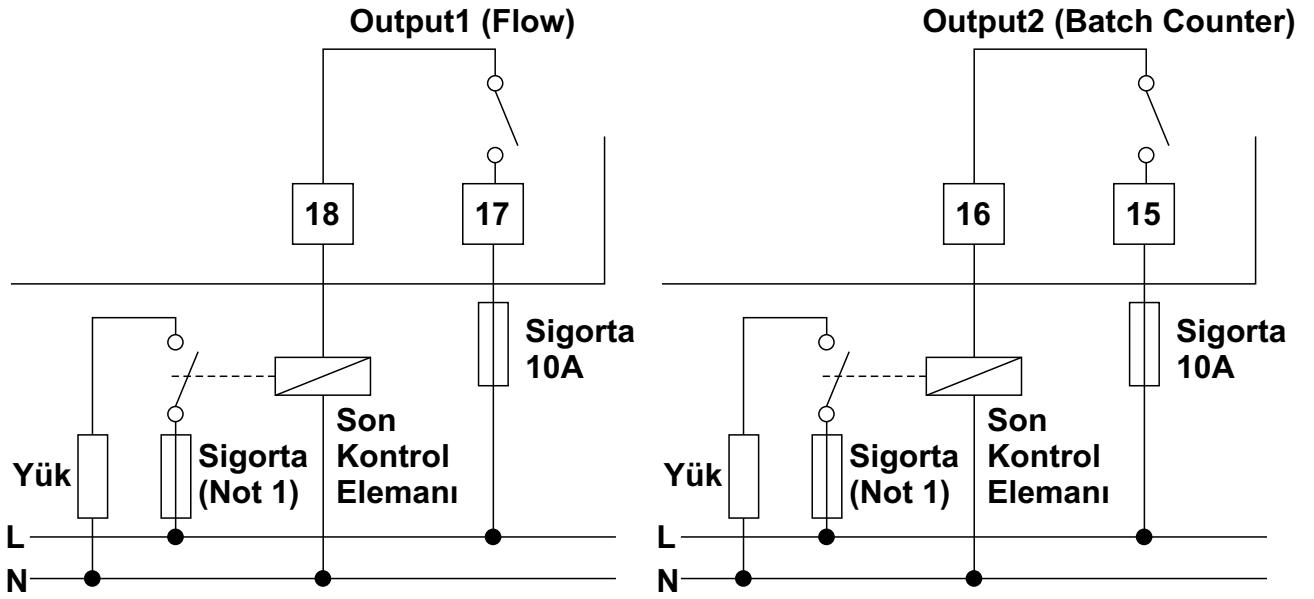 Output1 (Flow)
18
17
Sigorta
10A
Son
Kontrol
Elemanı
Sigorta
(Not 1)
Yük
L
N
Output2 (Batch Counter)
16
15
Sigorta
10A
Son
Kontrol
Elemanı
Sigorta
(Not 1)
Yük
L
N